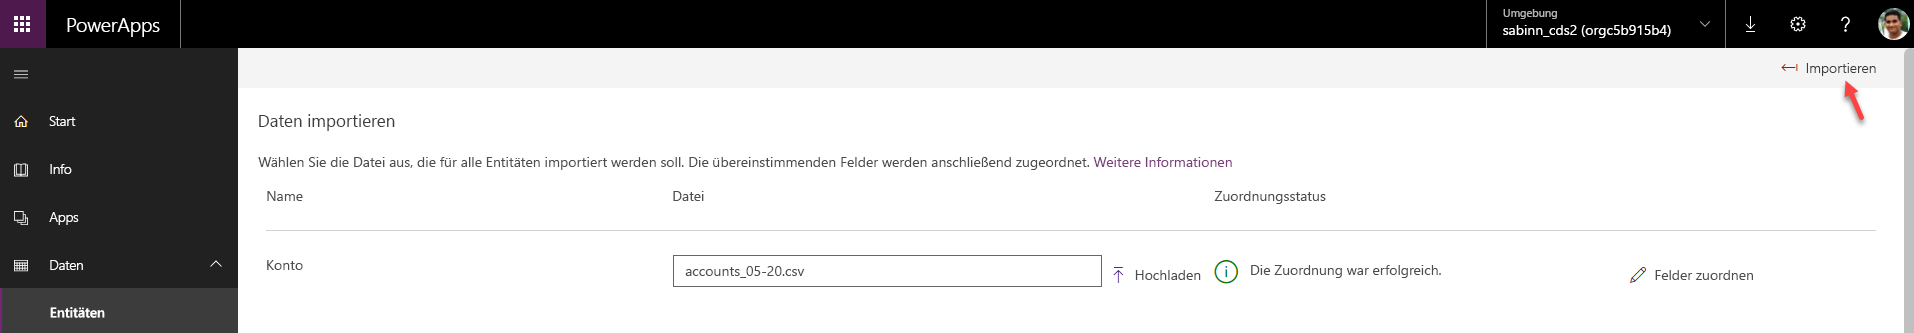 PowerApps
Umgebung
sabinn_cds2 (orgc5b915b4)
?
Importieren
Start
Info
Apps
Daten
Entitäten
Daten importieren
Wählen Sie die Datei aus, die für alle Entitäten importiert werden soll. Die übereinstimmenden Felder werden anschließend zugeordnet. Weitere Informationen
Name Datei Zuordnungsstatus
Konto accounts_05-20.csv Hochladen Die Zuordnung war erfolgreich. Felder zuordnen